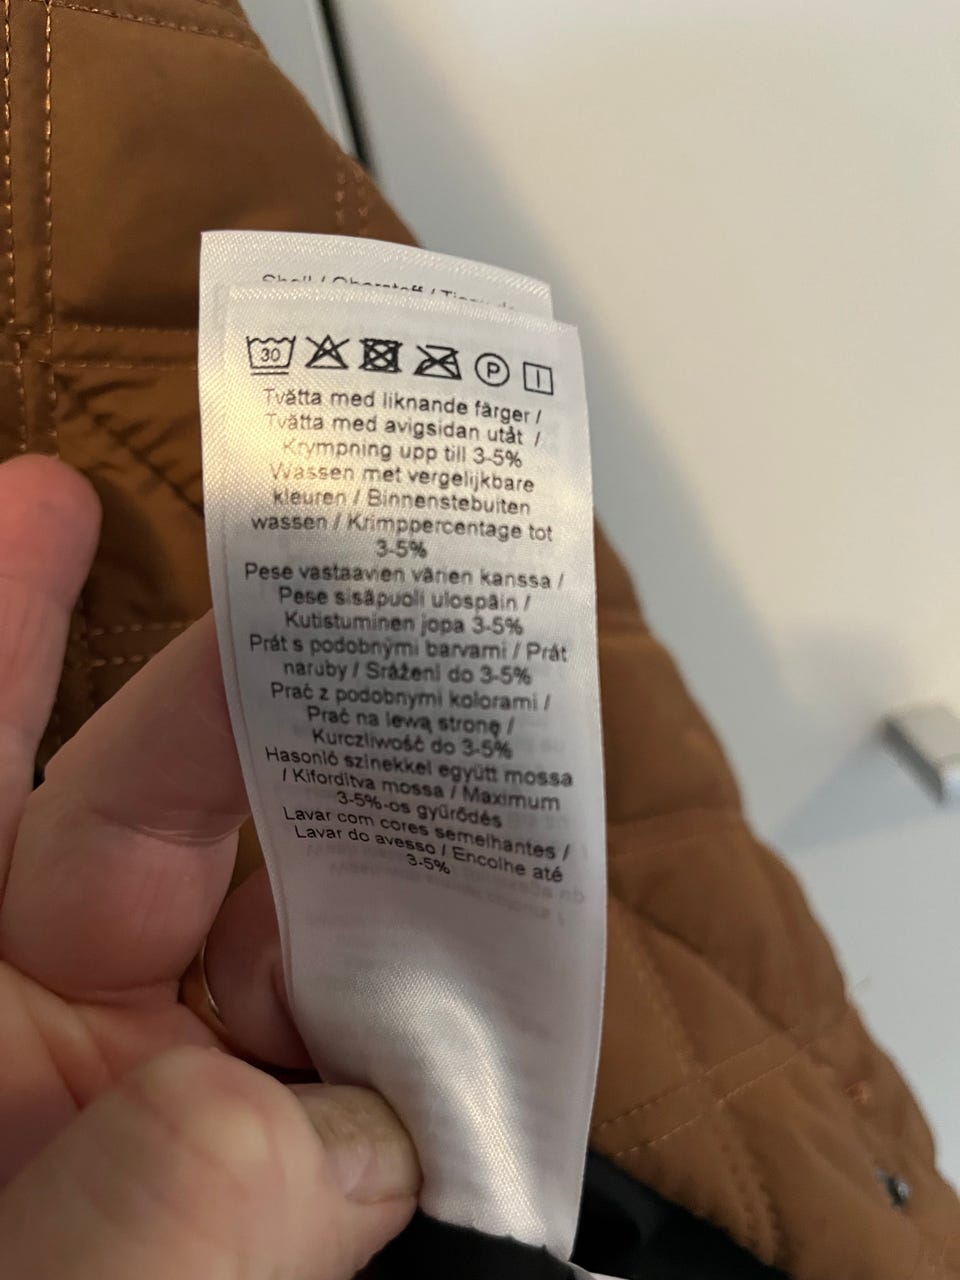 Shell / Oberstoff /
30 P
Tvätta med liknande färger /
Tvätta med avigsidan utåt /
Krympning upp till 3-5%
Wassen met vergelijkbare
kleuren / Binnenstebuiten
wassen / Krimppercentage tot
3-5%
Pese vastaavien värien kanssa /
Pese sisäpuoli ulospäin /
Kutistuminen jopa 3-5%
Prát s podobnými barvami / Prát
naruby / Srážení do 3-5%
Prać z podobnymi kolorami /
Prać na lewą stronę /
Kurczliwość do 3-5%
Hasonló színekkel együtt mossa
/ Kifordítva mossa / Maximum
3-5%-os gyűrődés
Lavar com cores semelhantes /
Lavar do avesso / Encolhe até
3-5%